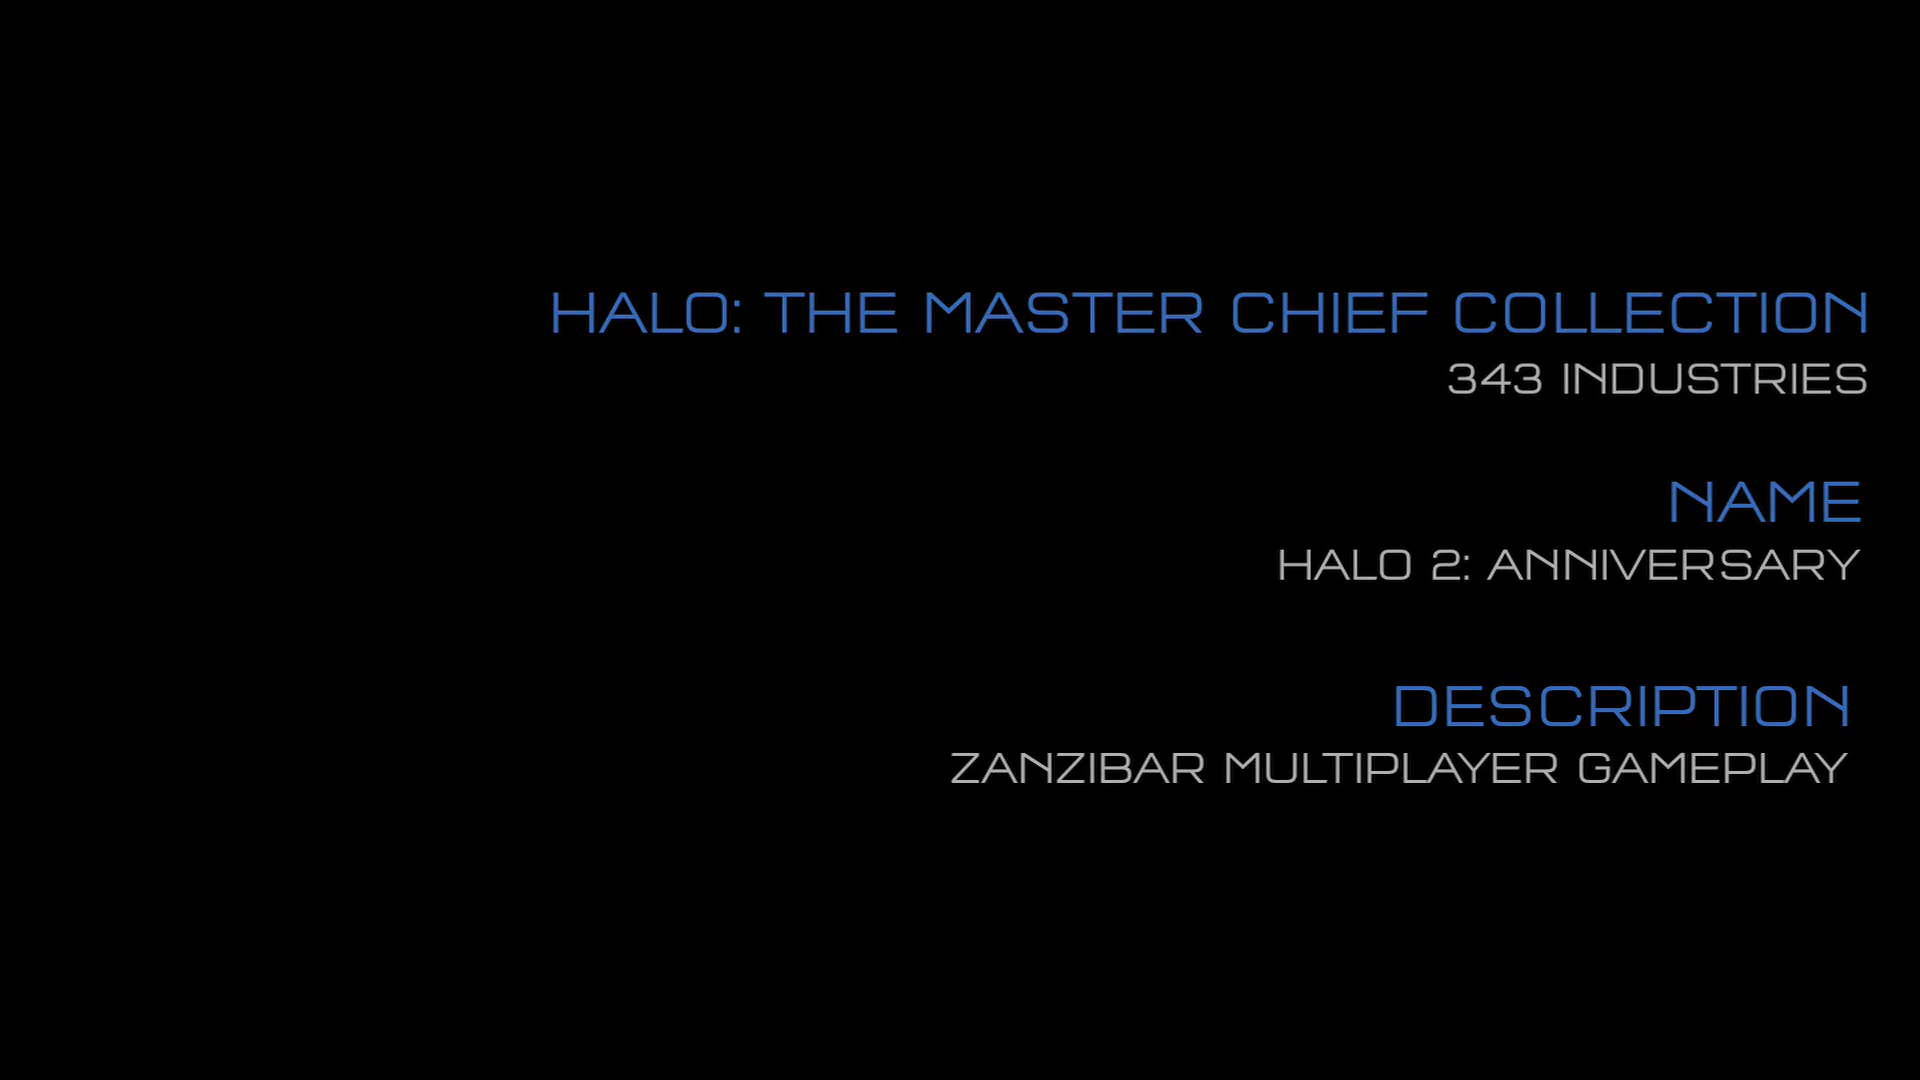 HALO: THE MASTER CHIEF COLLECTION
343 INDUSTRIES
NAME
HALO 2: ANNIVERSARY
DESCRIPTION
ZANZIBAR MULTIPLAYER GAMEPLAY